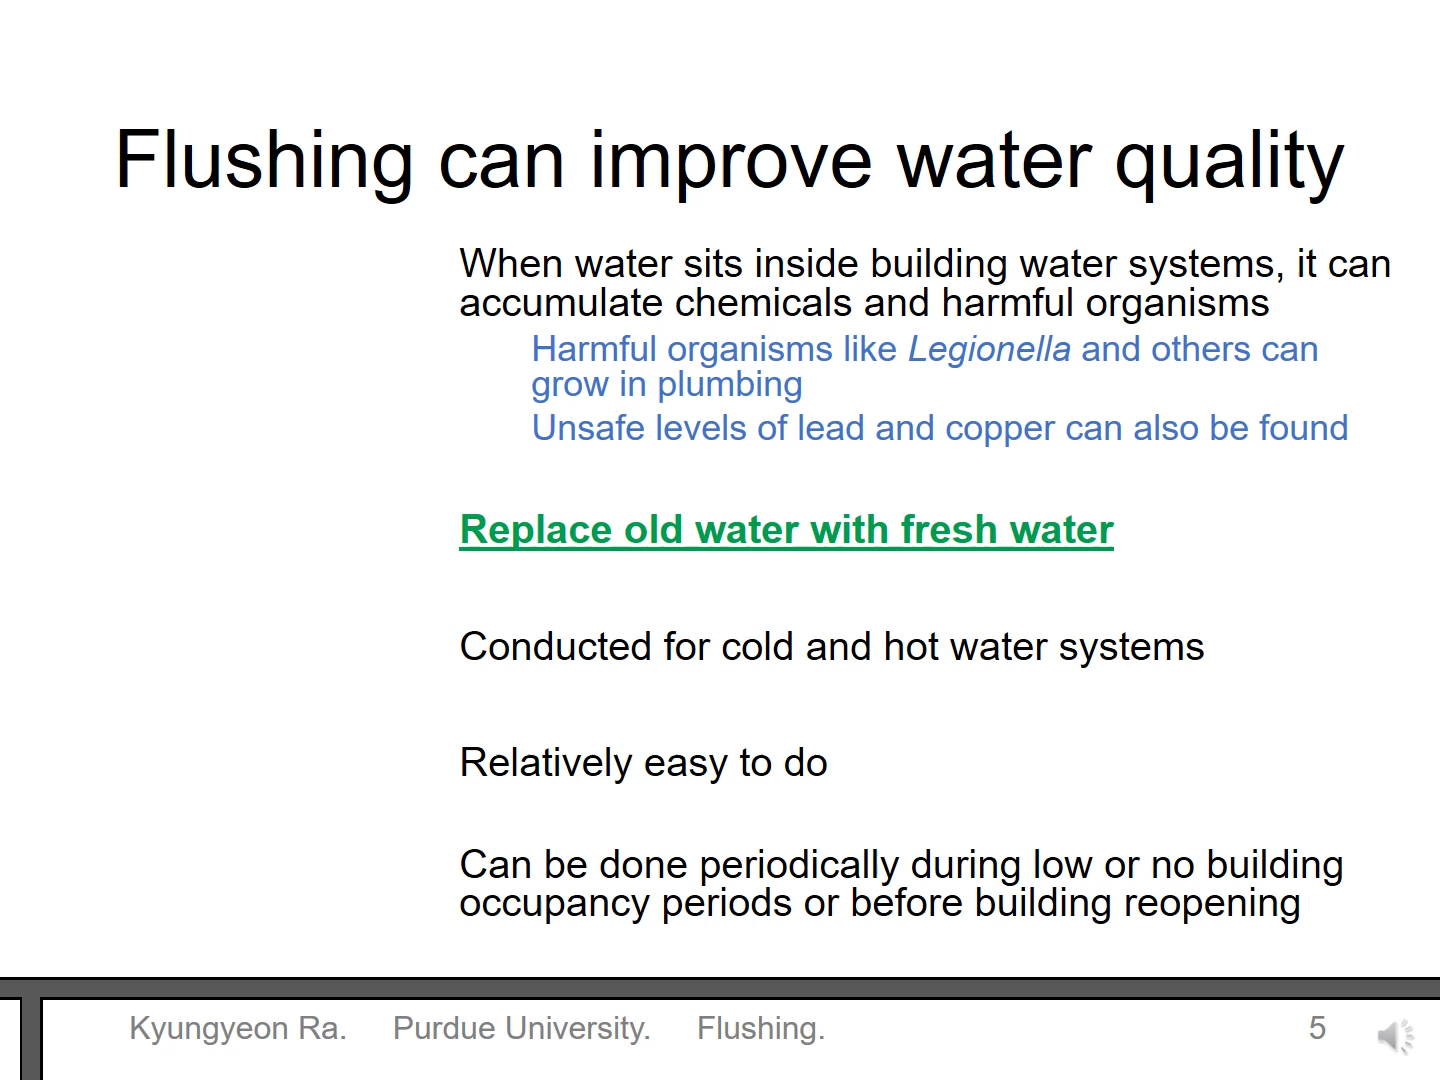 Flushing can improve water quality
When water sits inside building water systems, it can
accumulate chemicals and harmful organisms
Harmful organisms like Legionella and others can
grow in plumbing
Unsafe levels of lead and copper can also be found
Replace old water with fresh water
Conducted for cold and hot water systems
Relatively easy to do
Can be done periodically during low or no building
occupancy periods or before building reopening
Kyungyeon Ra. Purdue University. Flushing. 5